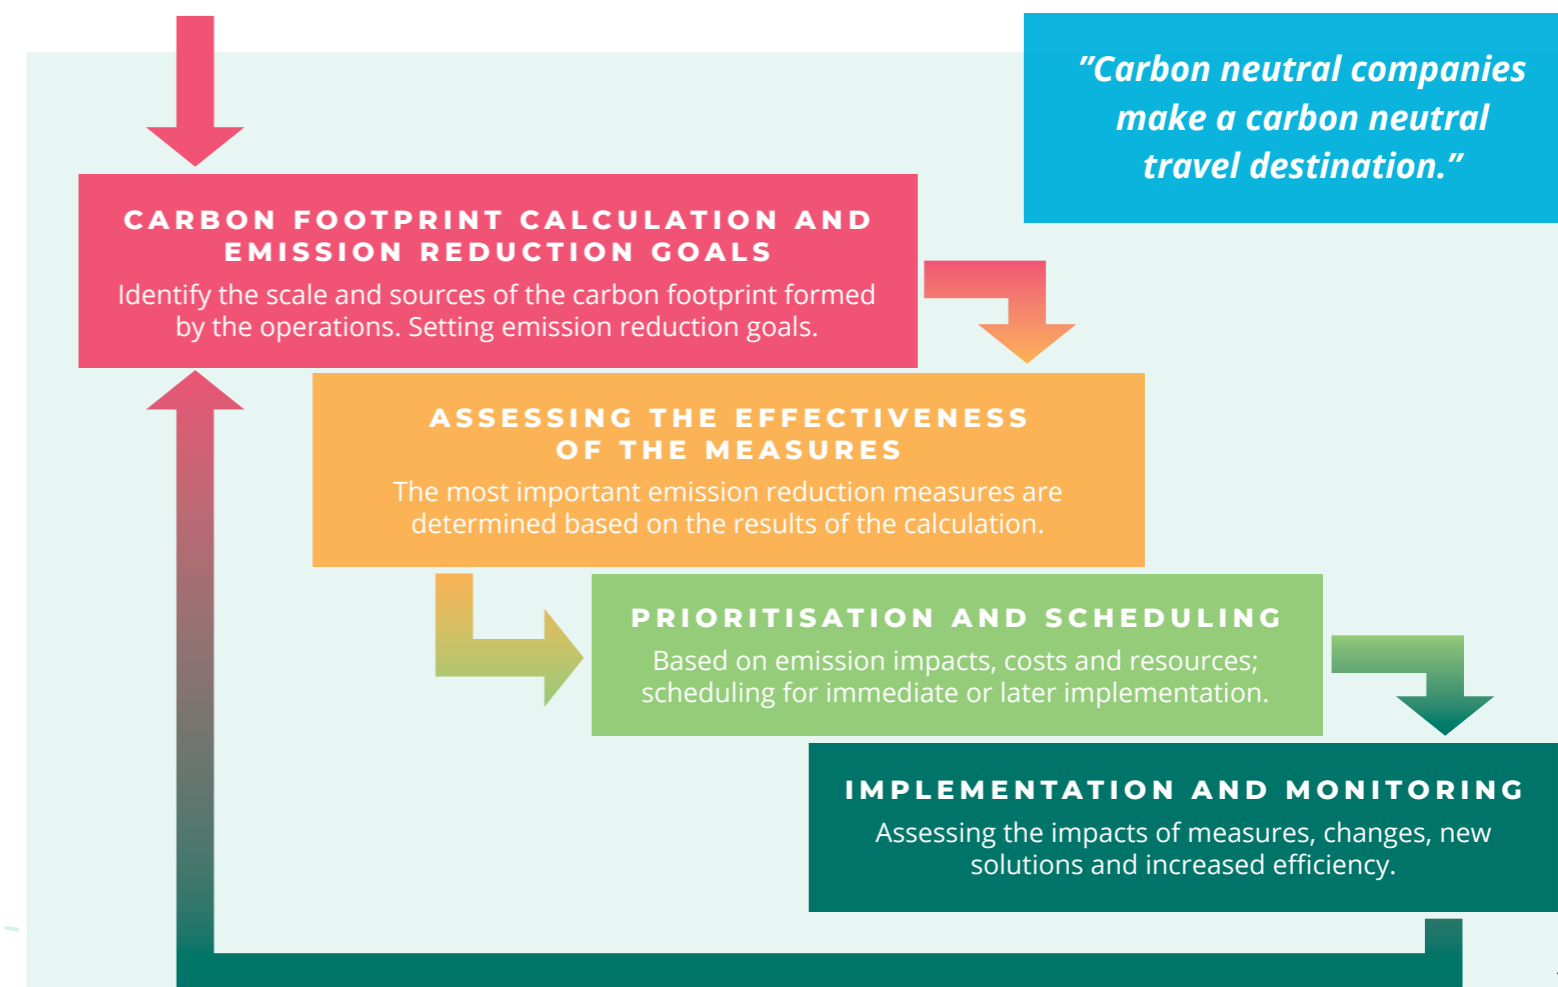 ”Carbon neutral companies
make a carbon neutral
travel destination.”
CARBON FOOTPRINT CALCULATION AND
EMISSION REDUCTION GOALS
Identify the scale and sources of the carbon footprint formed
by the operations. Setting emission reduction goals.
ASSESSING THE EFFECTIVENESS
OF THE MEASURES
The most important emission reduction measures are
determined based on the results of the calculation.
PRIORITISATION AND SCHEDULING
Based on emission impacts, costs and resources;
scheduling for immediate or later implementation.
IMPLEMENTATION AND MONITORING
Assessing the impacts of measures, changes, new
solutions and increased efficiency.